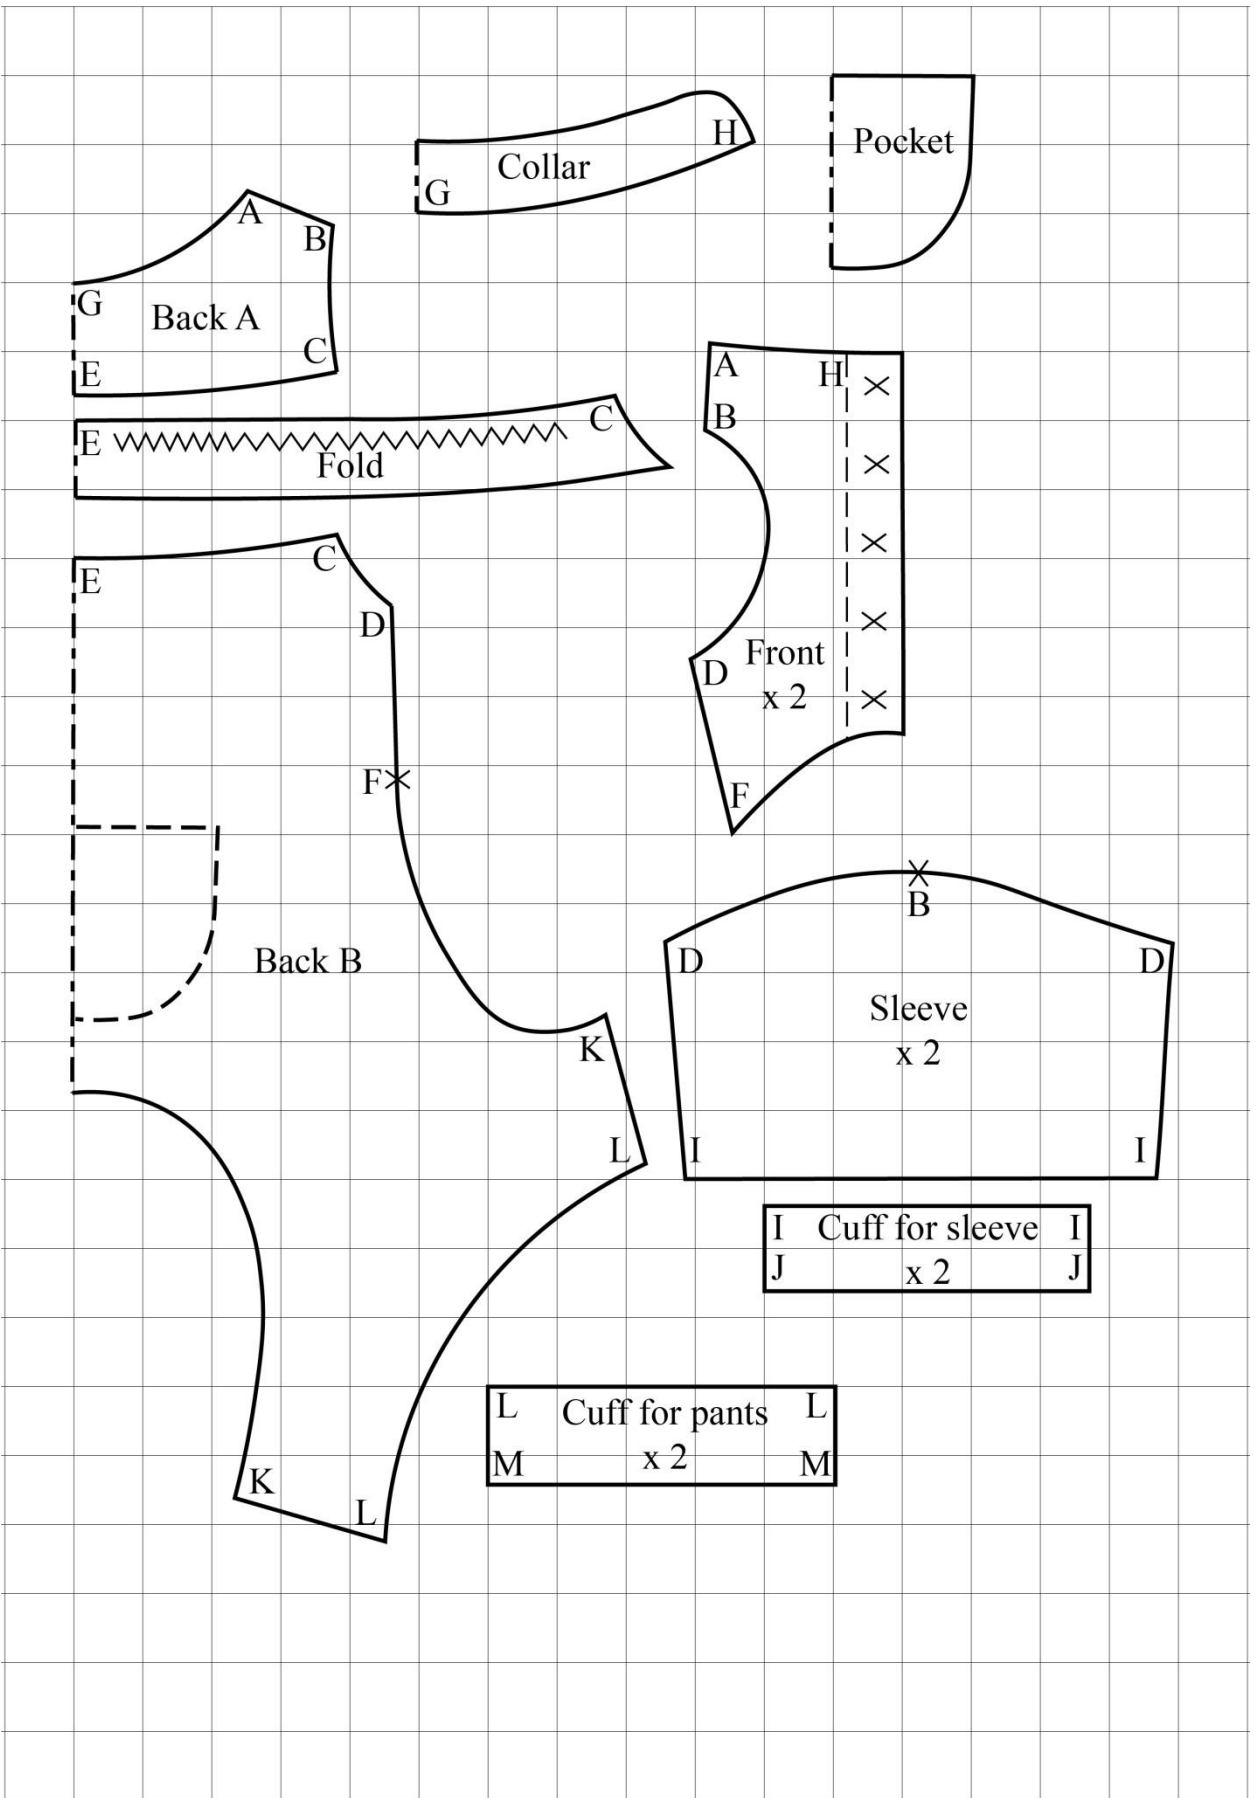 Collar
H
G
Pocket
A
B
G
Back A
C
E
A
H
B
E
C
Fold
E
C
D
Front
x 2
D
F
F
B
Back B
D
D
Sleeve
x 2
K
L
I
I
I Cuff for sleeve I
J x 2 J
L Cuff for pants L
M x 2 M
K
L